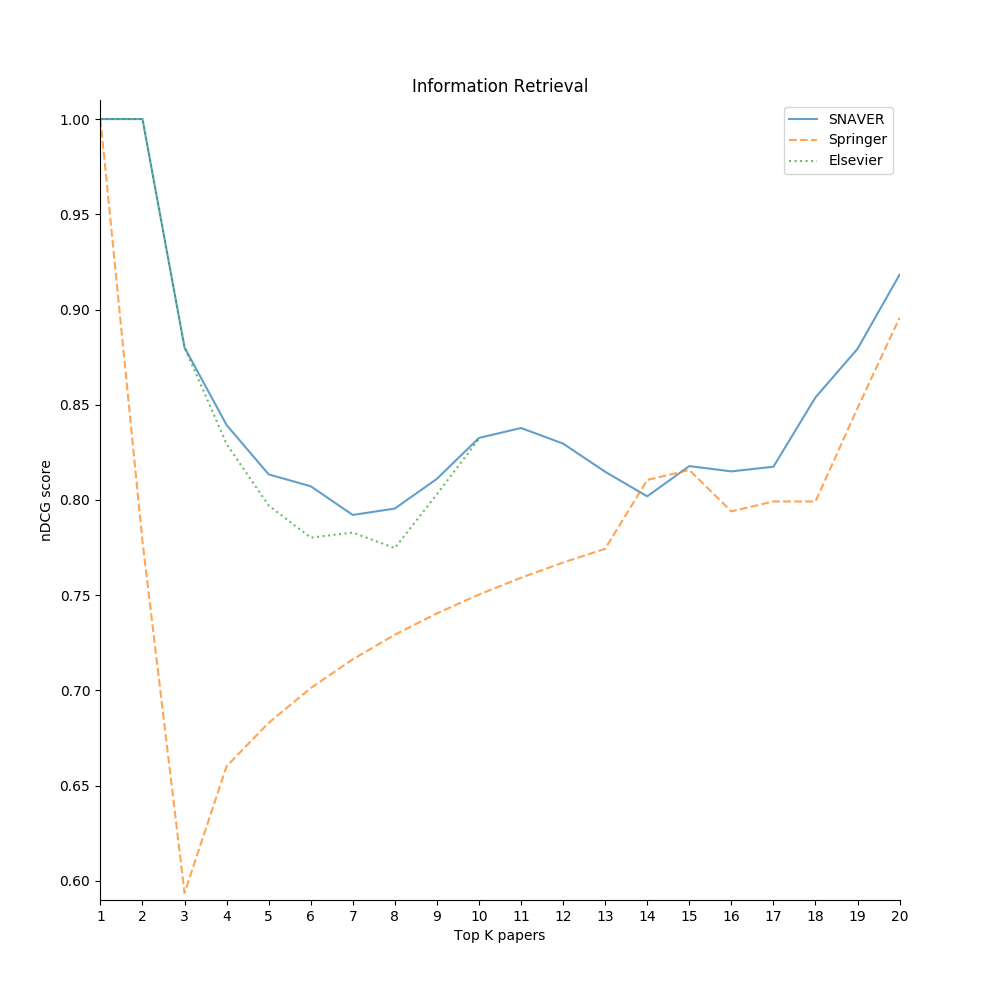 Information Retrieval
SNAVER
Springer
Elsevier
nDCG score
1.00
0.95
0.90
0.85
0.80
0.75
0.70
0.65
0.60
1 2 3 4 5 6 7 8 9 10 11 12 13 14 15 16 17 18 19 20
Top K papers